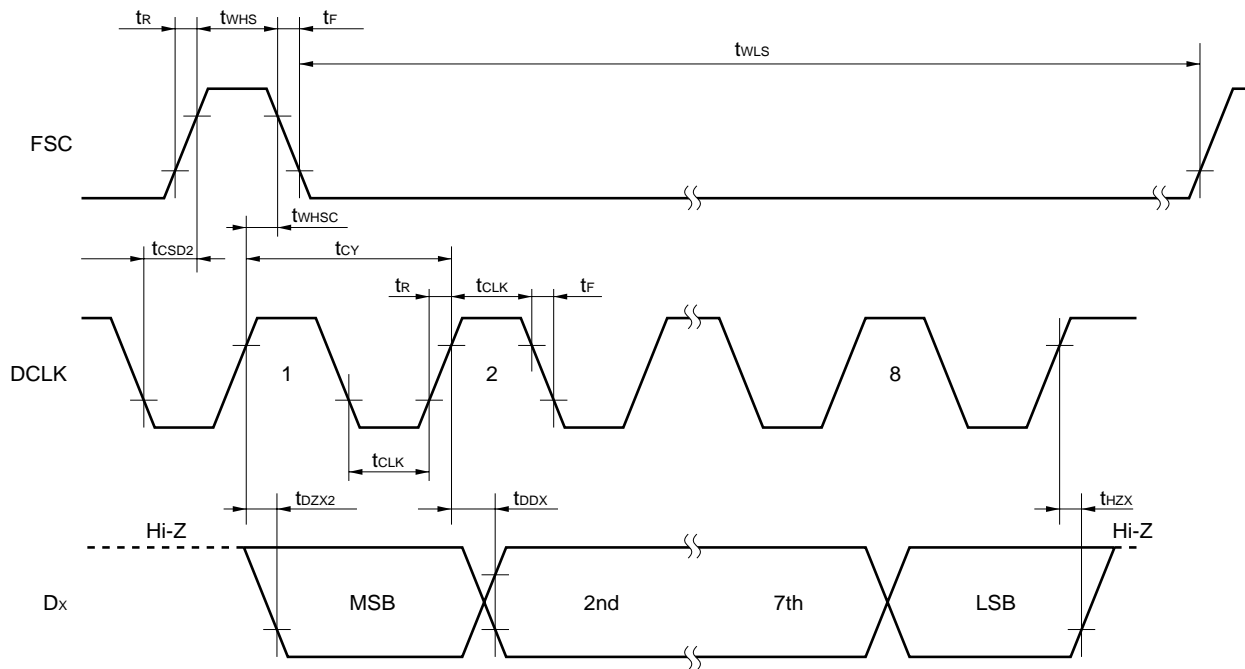 tR tWHS tF
tWLS
FSC
tWHSC
tCSD2 tCY
tR tCLK tF
DCLK 1 2 8
tCLK
tDZX2 tDDX tHZX
Hi-Z Hi-Z
DX MSB 2nd 7th LSB